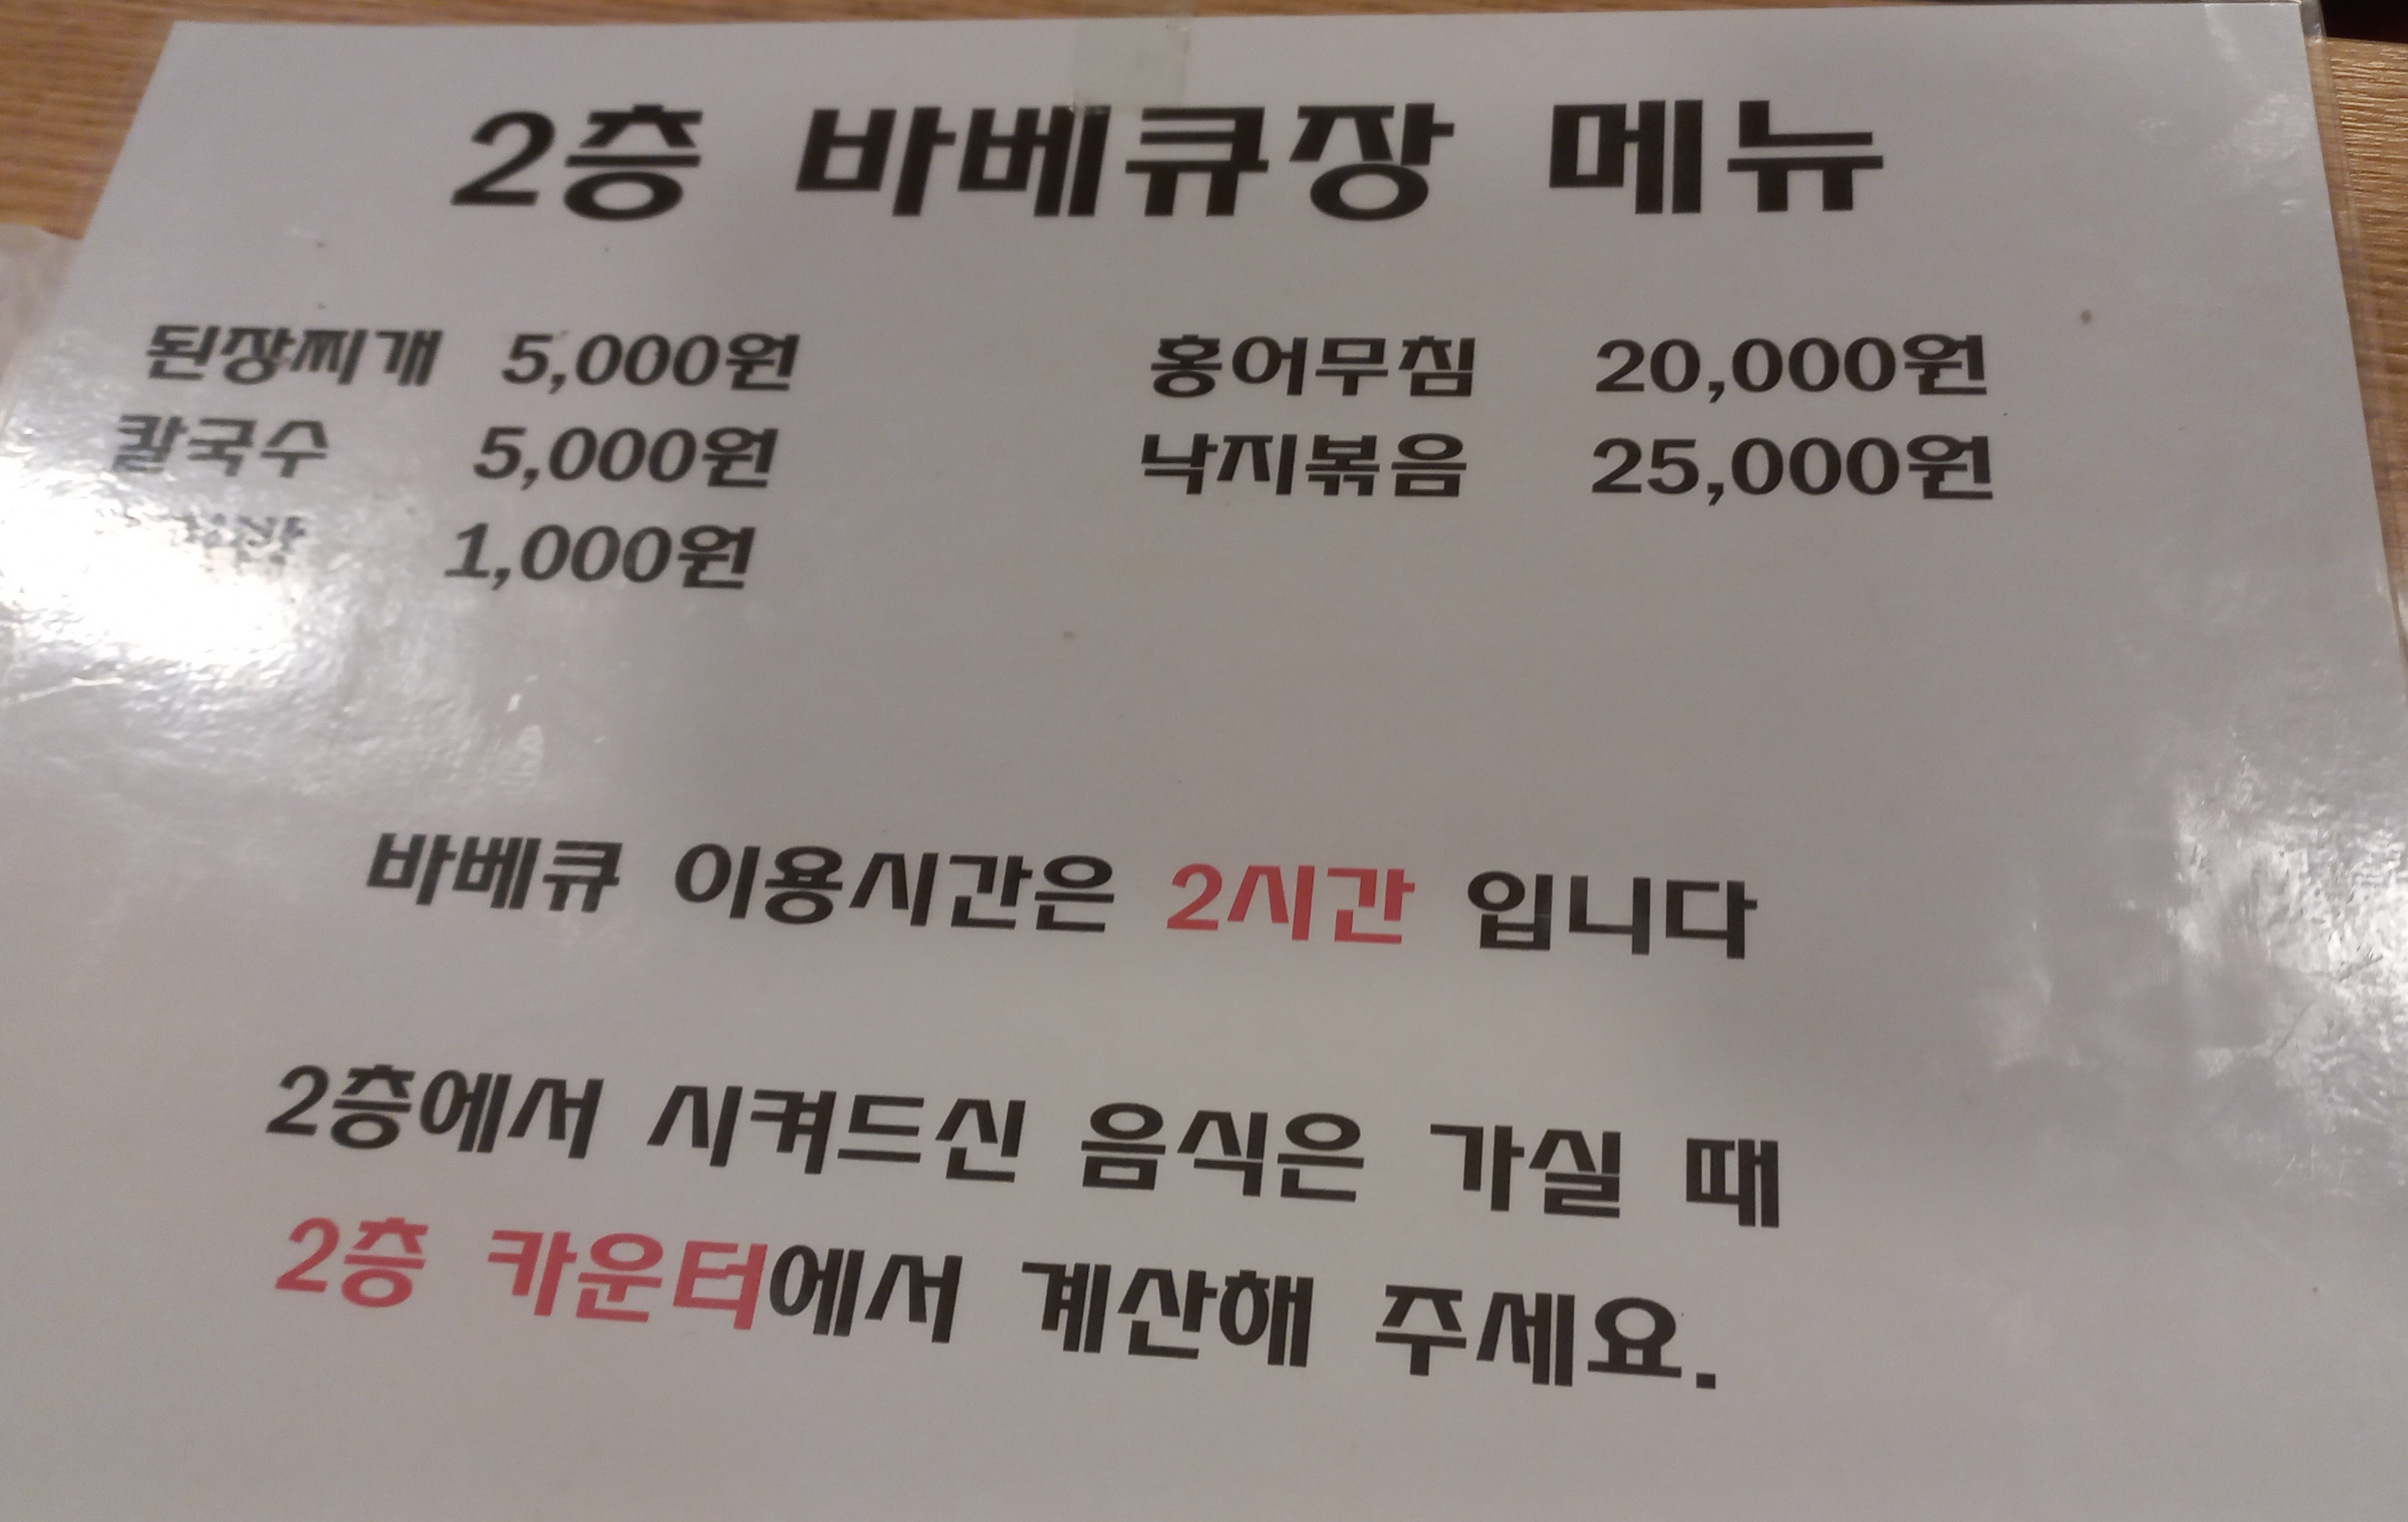 2층 바베큐장 메뉴
된장찌개 5,000원
칼국수 5,000원
1,000원
홍어무침 20,000원
낙지볶음 25,000원
바베큐 이용시간은 2시간 입니다
2층에서 시켜드신 음식은 가실 때
2층 카운터에서 계산해 주세요.